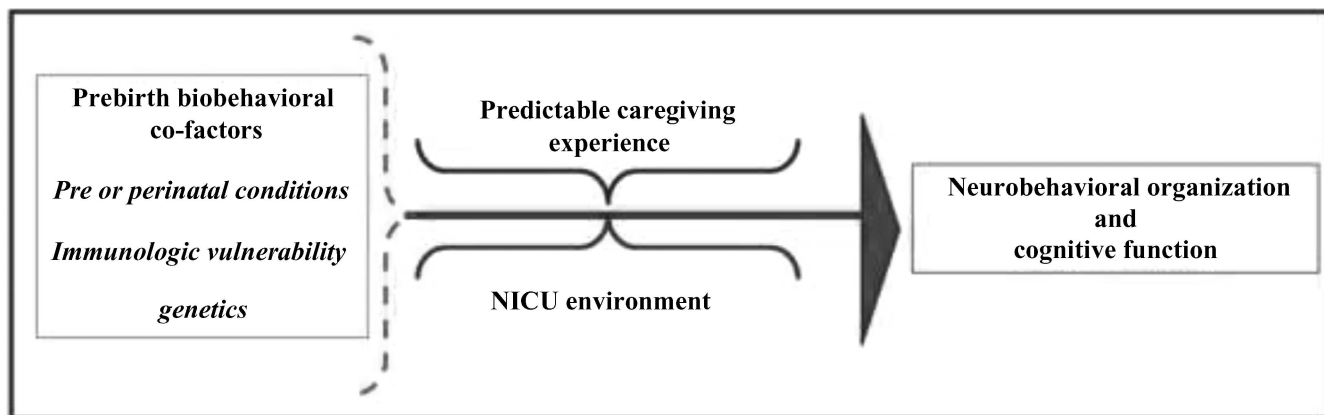 Prebirth biobehavioral
co-factors
Pre or perinatal conditions
Immunologic vulnerability
genetics
Predictable caregiving
experience
NICU environment
Neurobehavioral organization
and
cognitive function